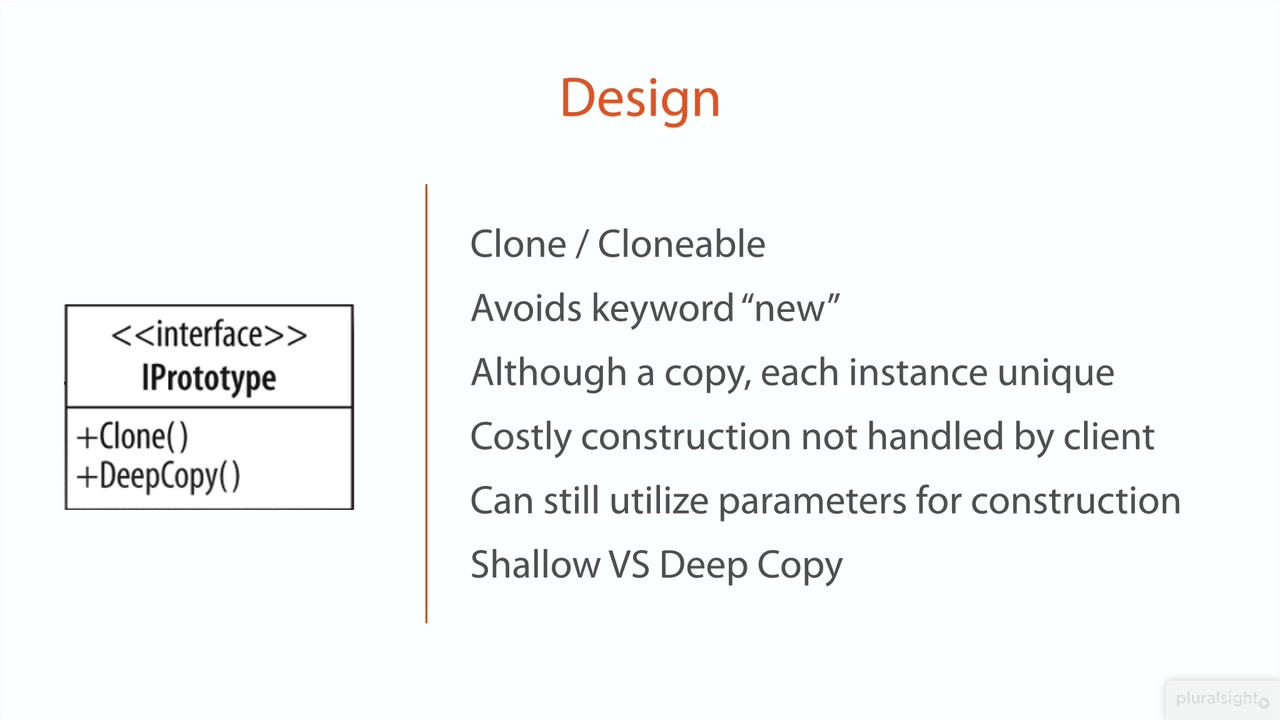 Design
<<interface>>
IPrototype
+Clone()
+DeepCopy()
Clone / Cloneable
Avoids keyword “new”
Although a copy, each instance unique
Costly construction not handled by client
Can still utilize parameters for construction
Shallow VS Deep Copy
pluralsight